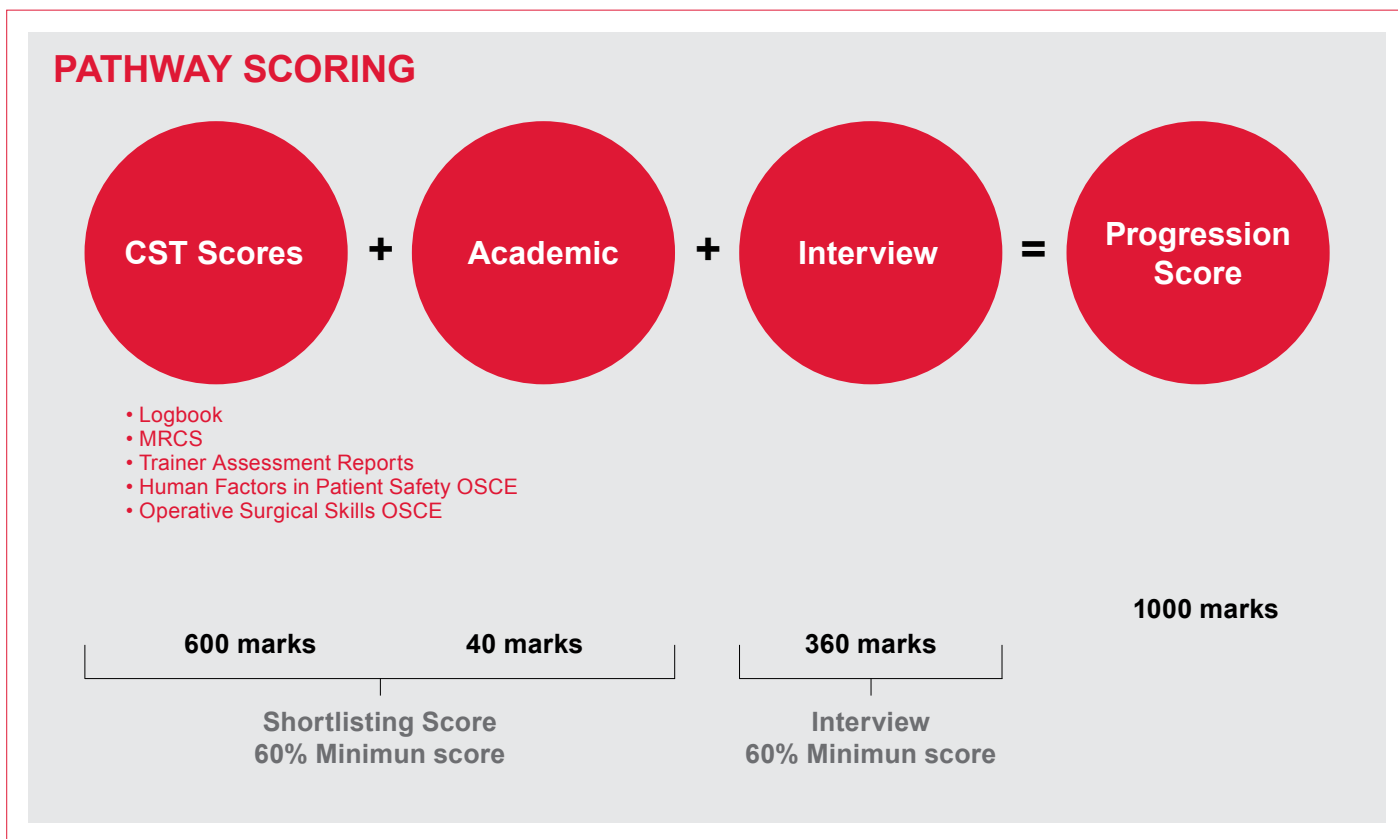 PATHWAY SCORING
CST Scores
+
Academic
+
Interview
=
Progression
Score
• Logbook
• MRCS
• Trainer Assessment Reports
• Human Factors in Patient Safety OSCE
• Operative Surgical Skills OSCE
1000 marks
600 marks
40 marks
360 marks
Shortlisting Score
60% Minimun score
Interview
60% Minimun score